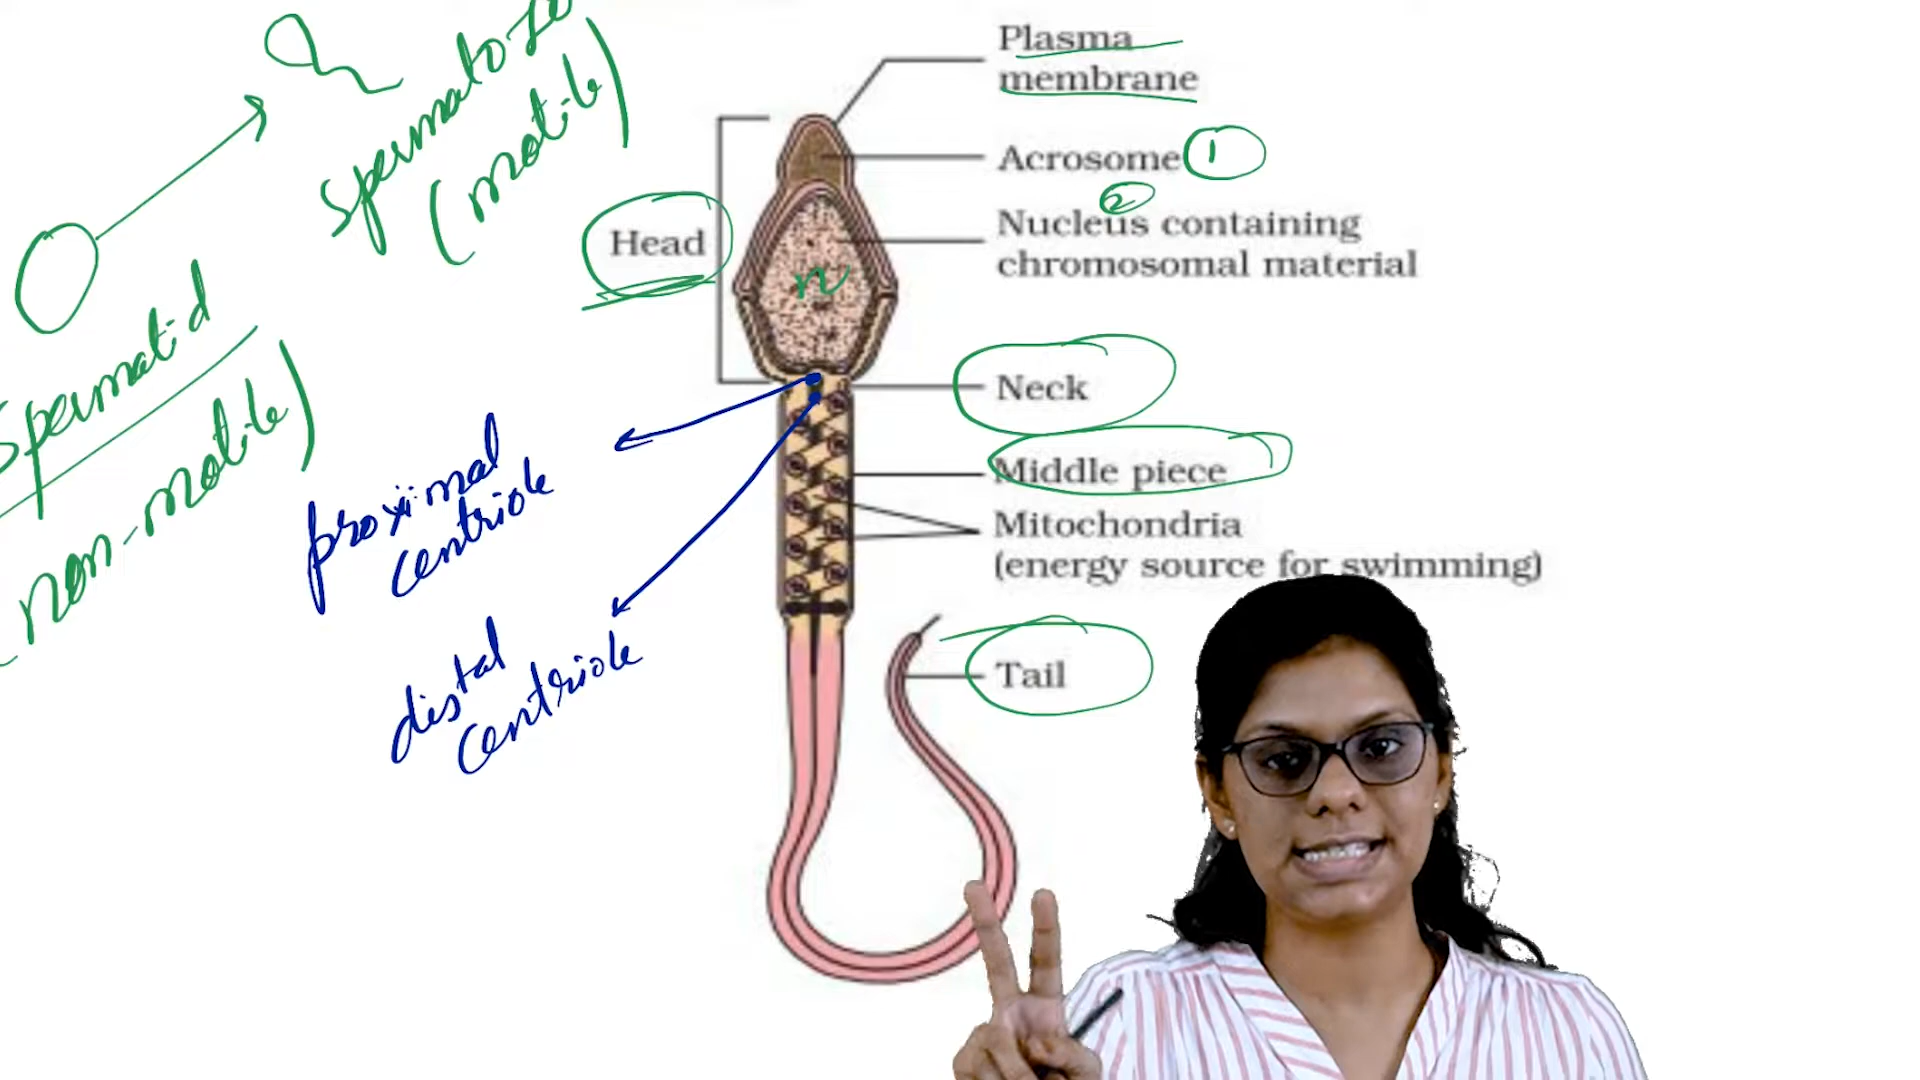 Plasma
membrane
Acrosome 1
2
Nucleus containing
chromosomal material
Head
n
Neck
Middle piece
Mitochondria
(energy source for swimming)
Tail
(motile)
Spermatid
(non-motile)
proximal
centriole
distal
centriole